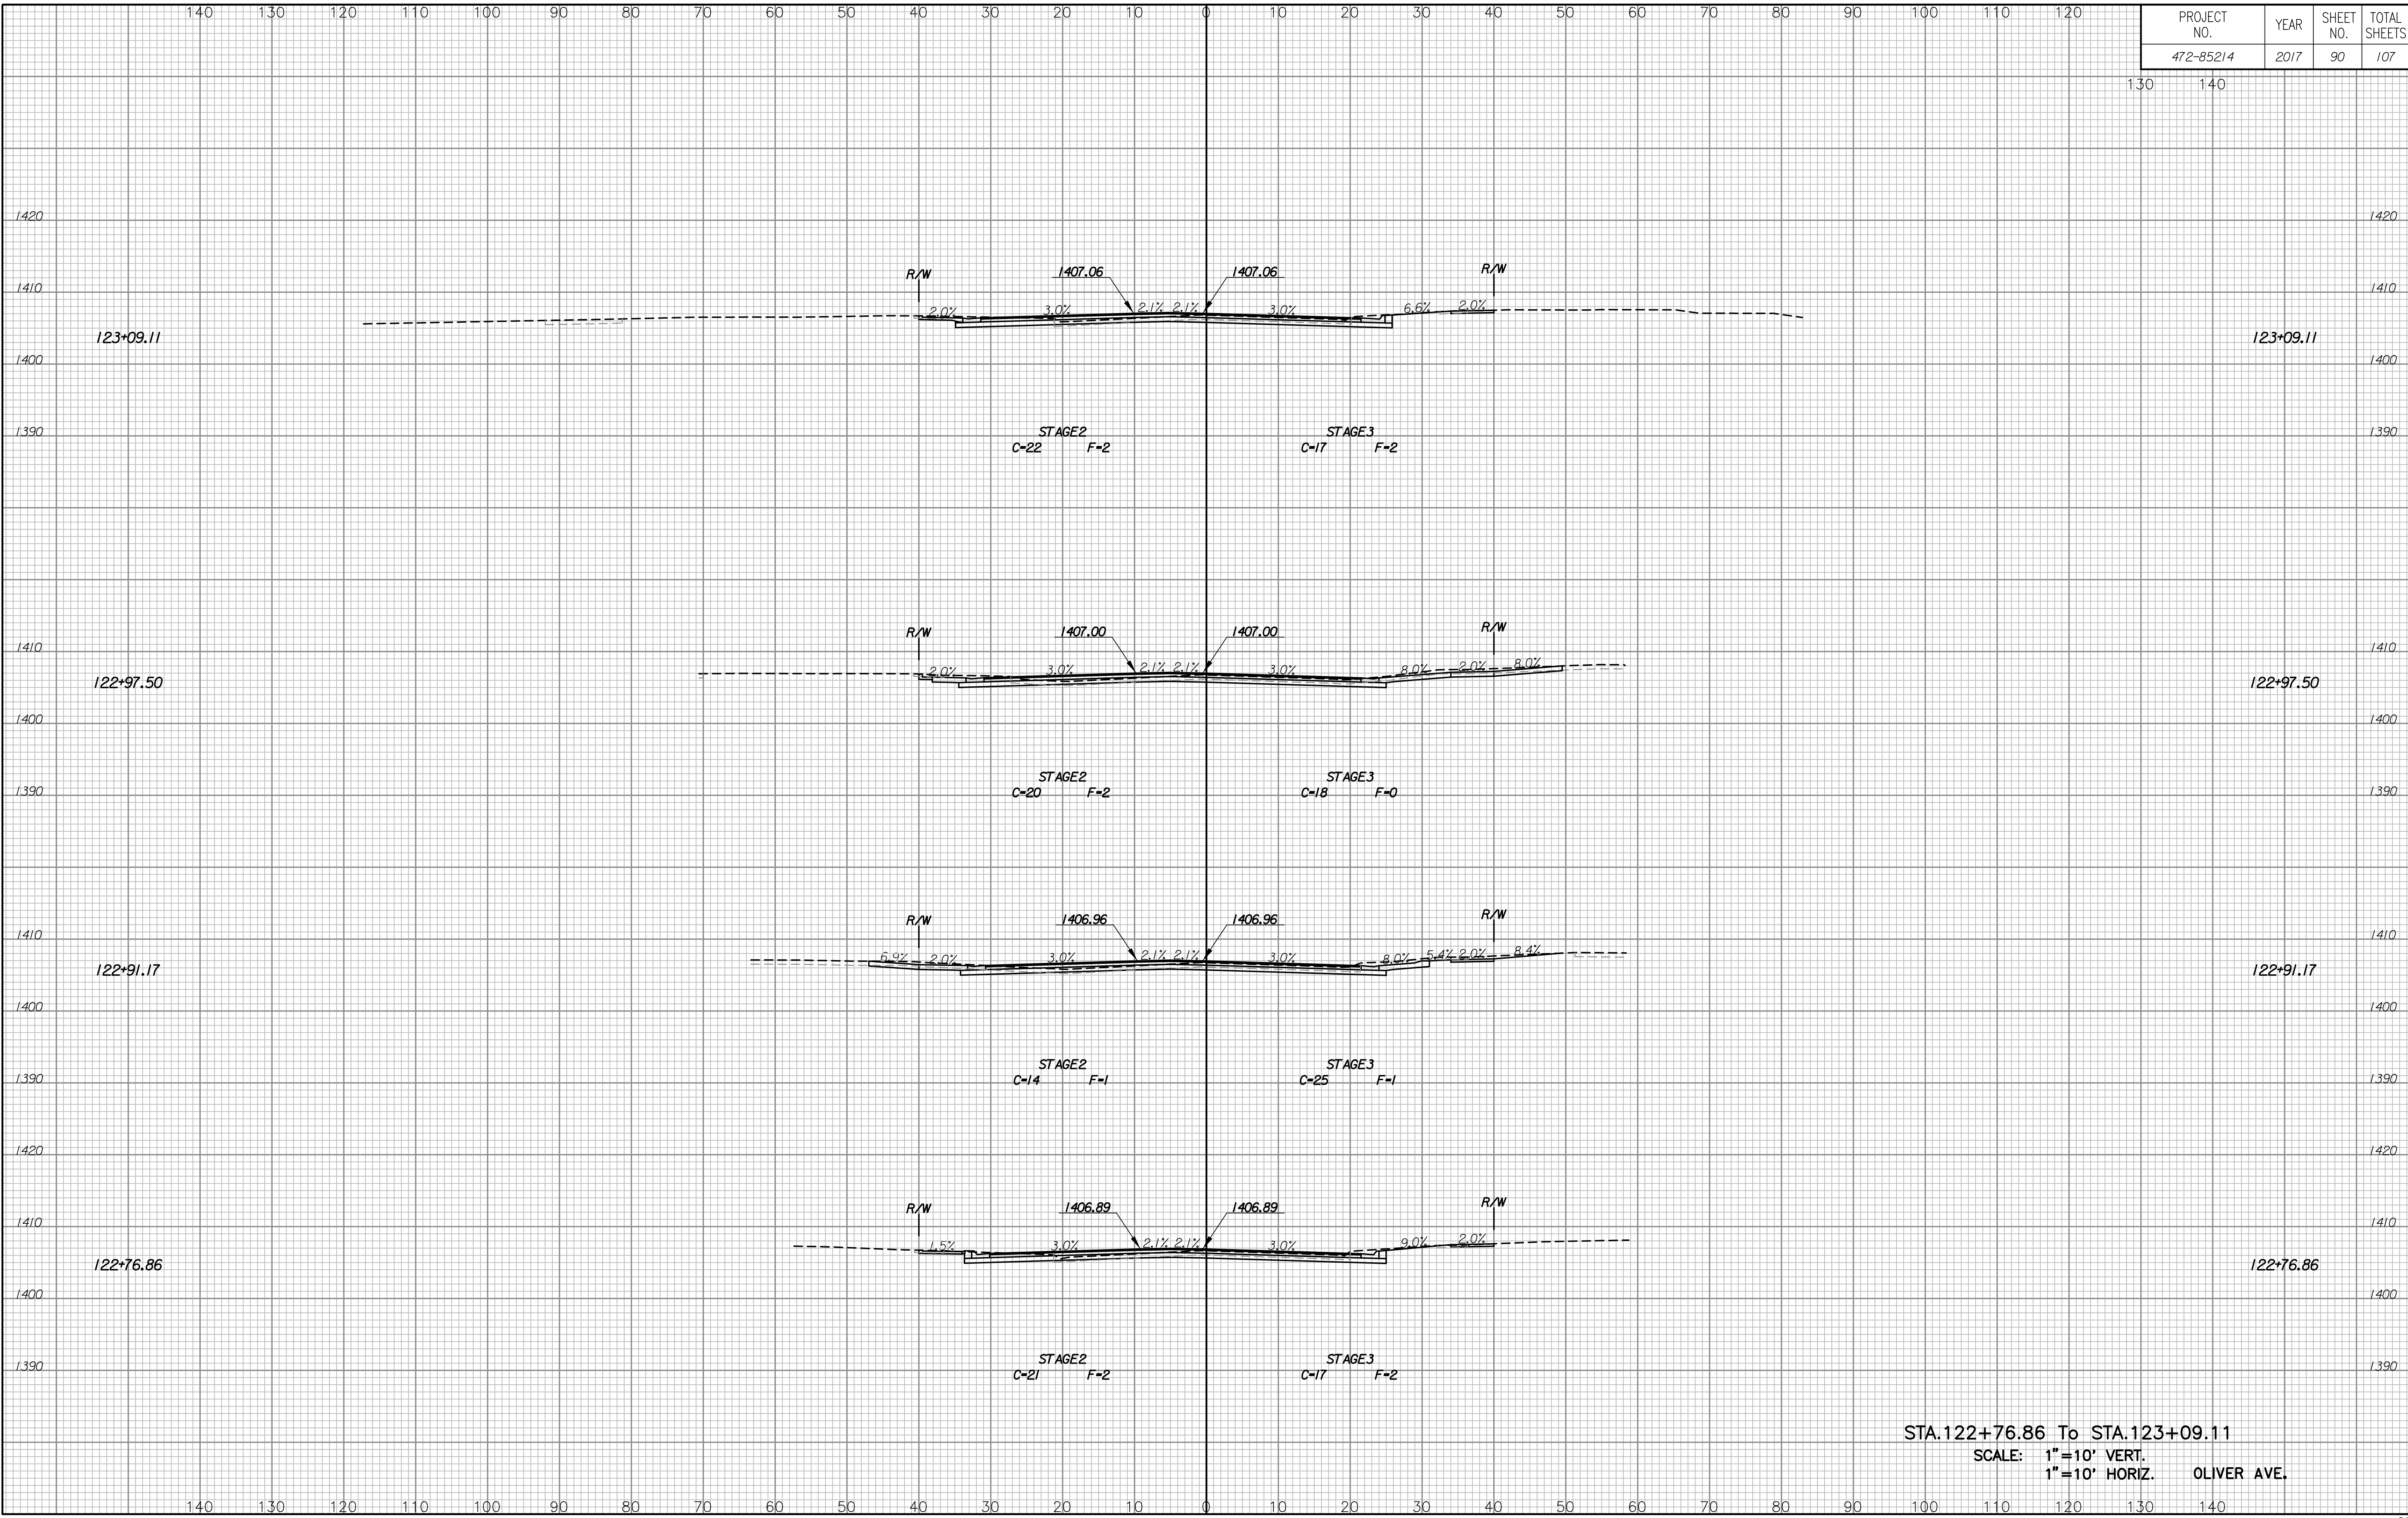 140 130 120 110 100 90 80 70 60 50 40 30 20 10 0 10 20 30 40 50 60 70 80 90 100 110 120
PROJECT NO. YEAR SHEET NO. TOTAL SHEETS
472-85214 2017 90 107
130 140
1420 1420
R/W 1407.06 1407.06 R/W
1410 1410
2.0% 3.0% 2.1% 2.1% 3.0% 6.6% 2.0%
123+09.11 123+09.11
1400 1400
1390 STAGE2 STAGE3 1390
C=22 F=2 C=17 F=2
R/W 1407.00 1407.00 R/W
1410 1410
2.0% 3.0% 2.1% 2.1% 3.0% 8.0% 2.0% 8.0%
122+97.50 122+97.50
1400 1400
STAGE2 STAGE3
1390 C=20 F=2 C=18 F=0 1390
R/W 1406.96 1406.96 R/W
1410 1410
6.9% 2.0% 3.0% 2.1% 2.1% 3.0% 8.0% 5.4% 2.0% 8.4%
122+91.17 122+91.17
1400 1400
STAGE2 STAGE3
1390 C=14 F=1 C=25 F=1 1390
1420 1420
R/W 1406.89 1406.89 R/W
1410 1410
1.5% 3.0% 2.1% 2.1% 3.0% 9.0% 2.0%
122+76.86 122+76.86
1400 1400
STAGE2 STAGE3
1390 C=21 F=2 C=17 F=2 1390
STA.122+76.86 To STA.123+09.11
SCALE: 1"=10' VERT.
1"=10' HORIZ. OLIVER AVE.
140 130 120 110 100 90 80 70 60 50 40 30 20 10 0 10 20 30 40 50 60 70 80 90 100 110 120 130 140